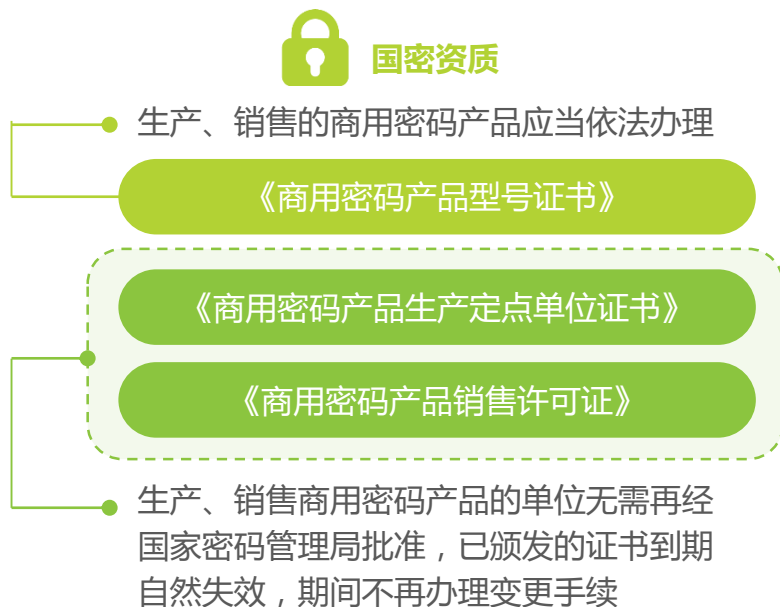 国密资质
生产、销售的商用密码产品应当依法办理
《商用密码产品型号证书》
《商用密码产品生产定点单位证书》
《商用密码产品销售许可证》
生产、销售商用密码产品的单位无需再经
国家密码管理局批准，已颁发的证书到期
自然失效，期间不再办理变更手续